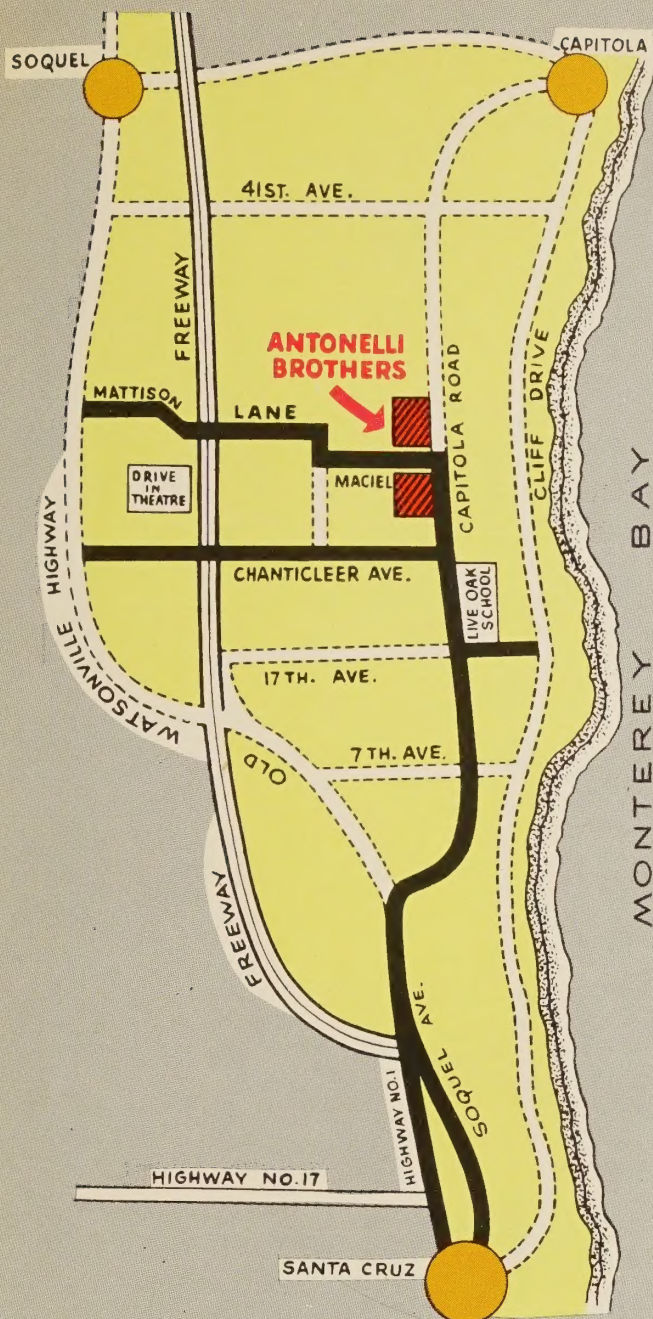 SOQUEL
CAPITOLA
41ST. AVE.
FREEWAY
ANTONELLI
BROTHERS
MATTISON
LANE
CAPITOLA ROAD
CLIFF DRIVE
DRIVE
IN
THEATRE
MACIEL
MONTEREY BAY
CHANTICLEER AVE.
LIVE OAK
SCHOOL
OLD WATSONVILLE HIGHWAY
17TH. AVE.
7TH. AVE.
FREEWAY
SOQUEL AVE.
HIGHWAY NO.1
HIGHWAY NO.17
SANTA CRUZ